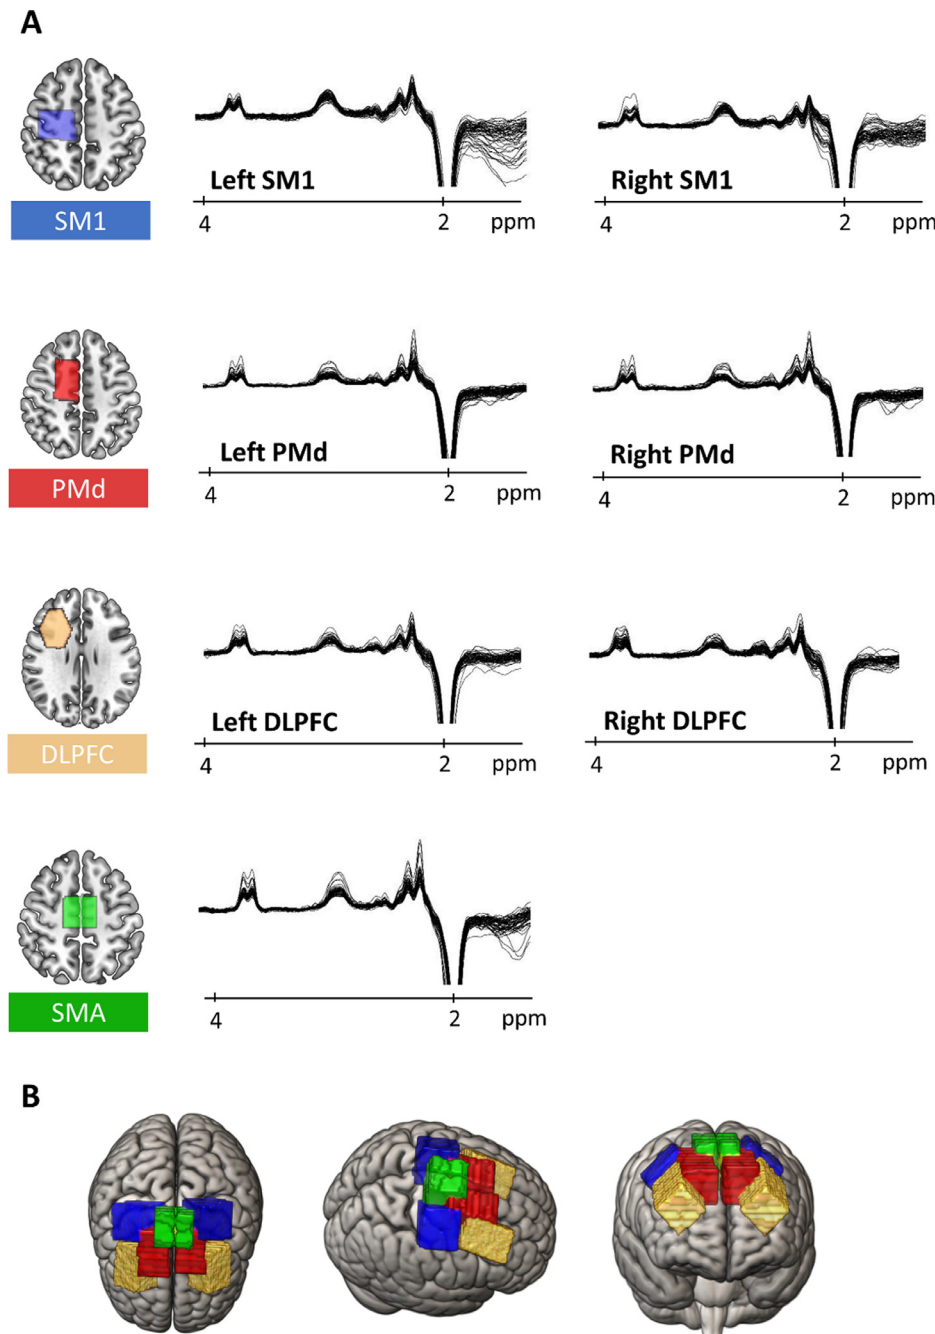 A
Left SM1
Right SM1
SM1
4 2 ppm
4 2 ppm
Left PMd
Right PMd
PMd
4 2 ppm
4 2 ppm
Left DLPFC
Right DLPFC
DLPFC
4 2 ppm
4 2 ppm
SMA
4 2 ppm
B